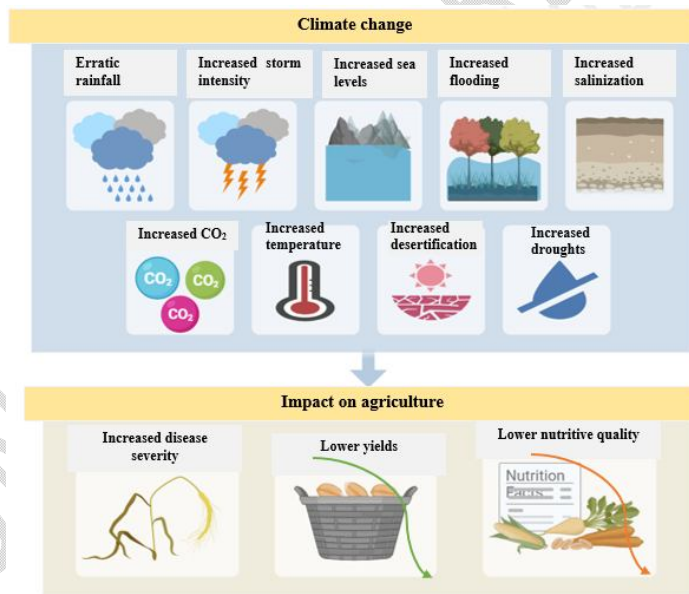 Climate change
Erratic
rainfall
Increased storm
intensity
Increased sea
levels
Increased
flooding
Increased
salinization
Increased CO₂
CO₂
CO₂
CO₂
Increased
temperature
Increased
desertification
Increased
droughts
Impact on agriculture
Increased disease
severity
Lower yields
Lower nutritive quality
Nutrition
Facts